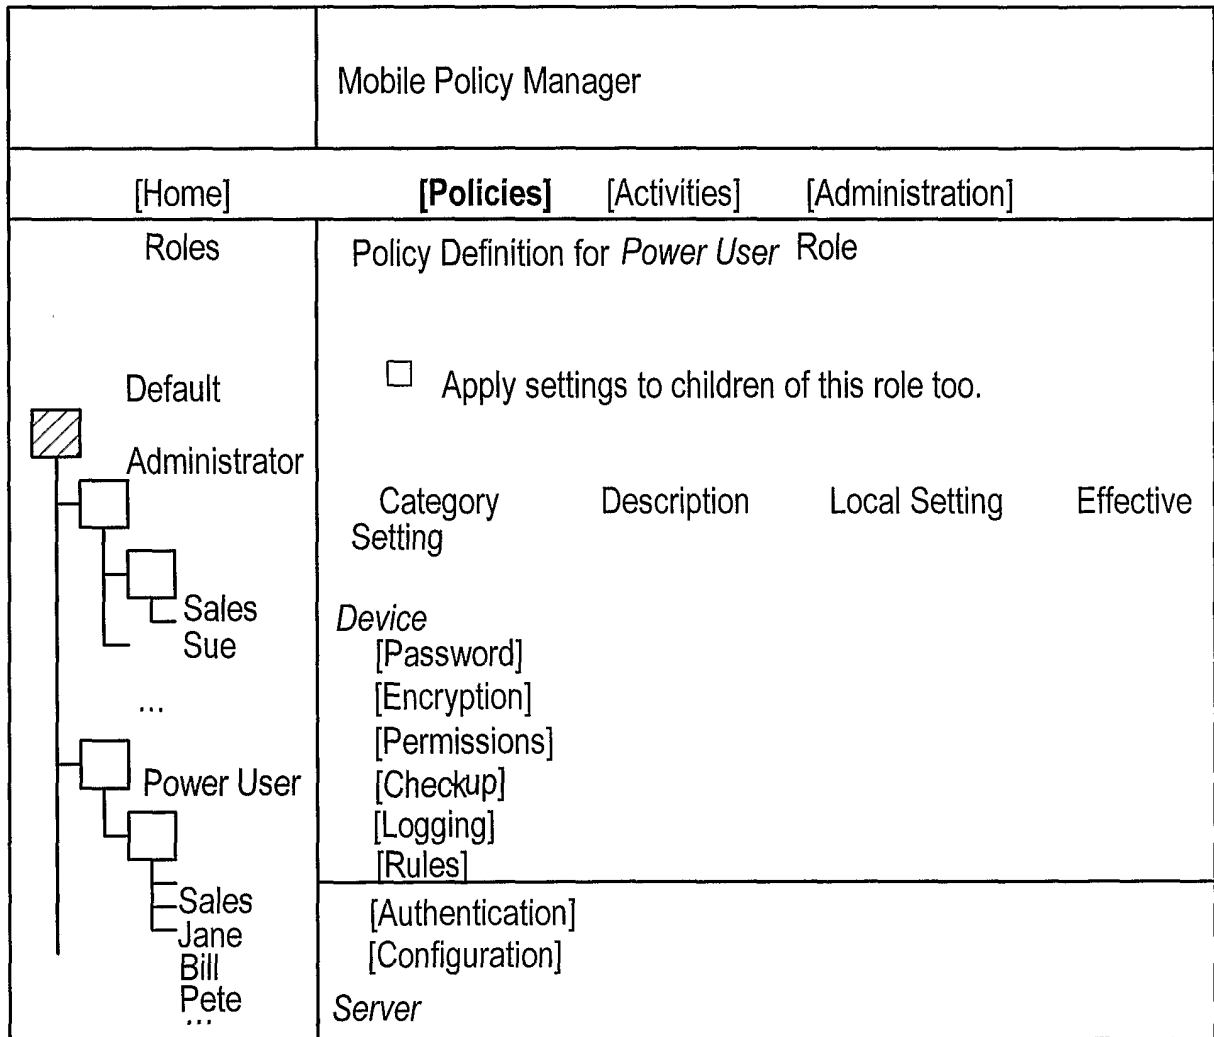 Mobile Policy Manager
[Home] [Policies] [Activities] [Administration]
Roles
Default
Administrator
Sales
Sue
...
Power User
Sales
Jane
Bill
Pete
...
Policy Definition for Power User Role
Apply settings to children of this role too.
Category Description Local Setting Effective
Setting
Device
[Password]
[Encryption]
[Permissions]
[Checkup]
[Logging]
[Rules]
[Authentication]
[Configuration]
Server